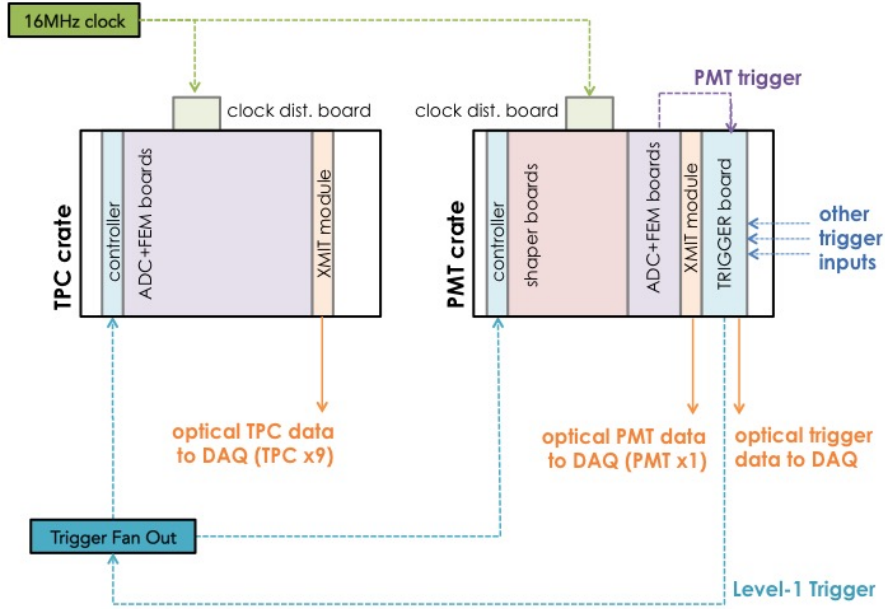 16MHz clock
PMT trigger
clock dist. board
clock dist. board
TPC crate
controller
ADC+FEM boards
XMIT module
PMT crate
controller
shaper boards
ADC+FEM boards
XMIT module
TRIGGER board
other
trigger
inputs
optical TPC data
to DAQ (TPC x9)
optical PMT data
to DAQ (PMT x1)
optical trigger
data to DAQ
Trigger Fan Out
Level-1 Trigger